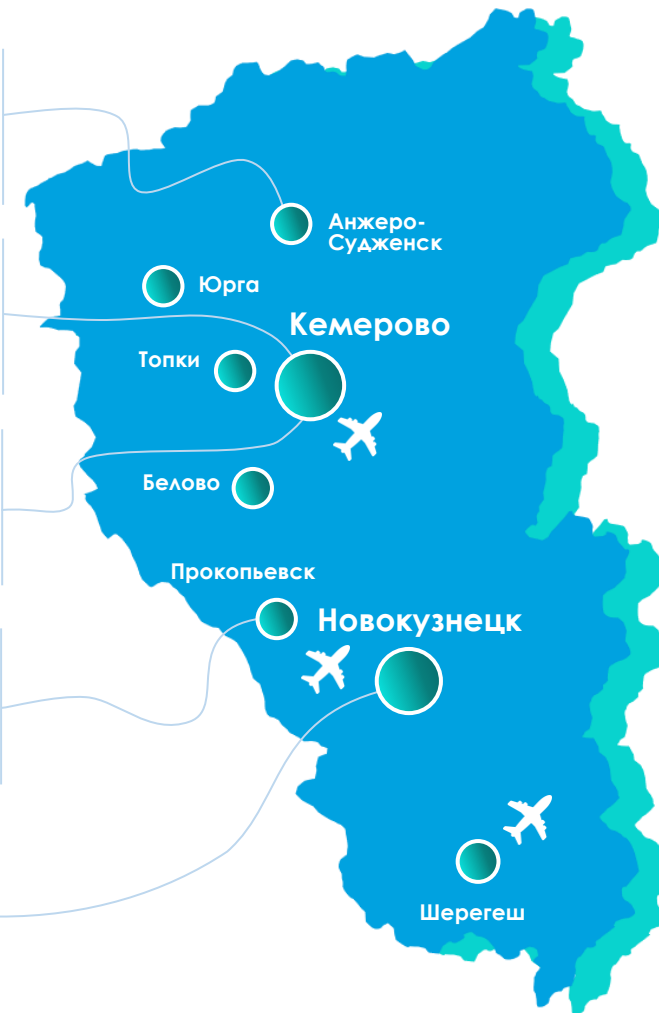 Анжеро-
Судженск
Юрга
Кемерово
Топки
Белово
Прокопьевск
Новокузнецк
Шерегеш